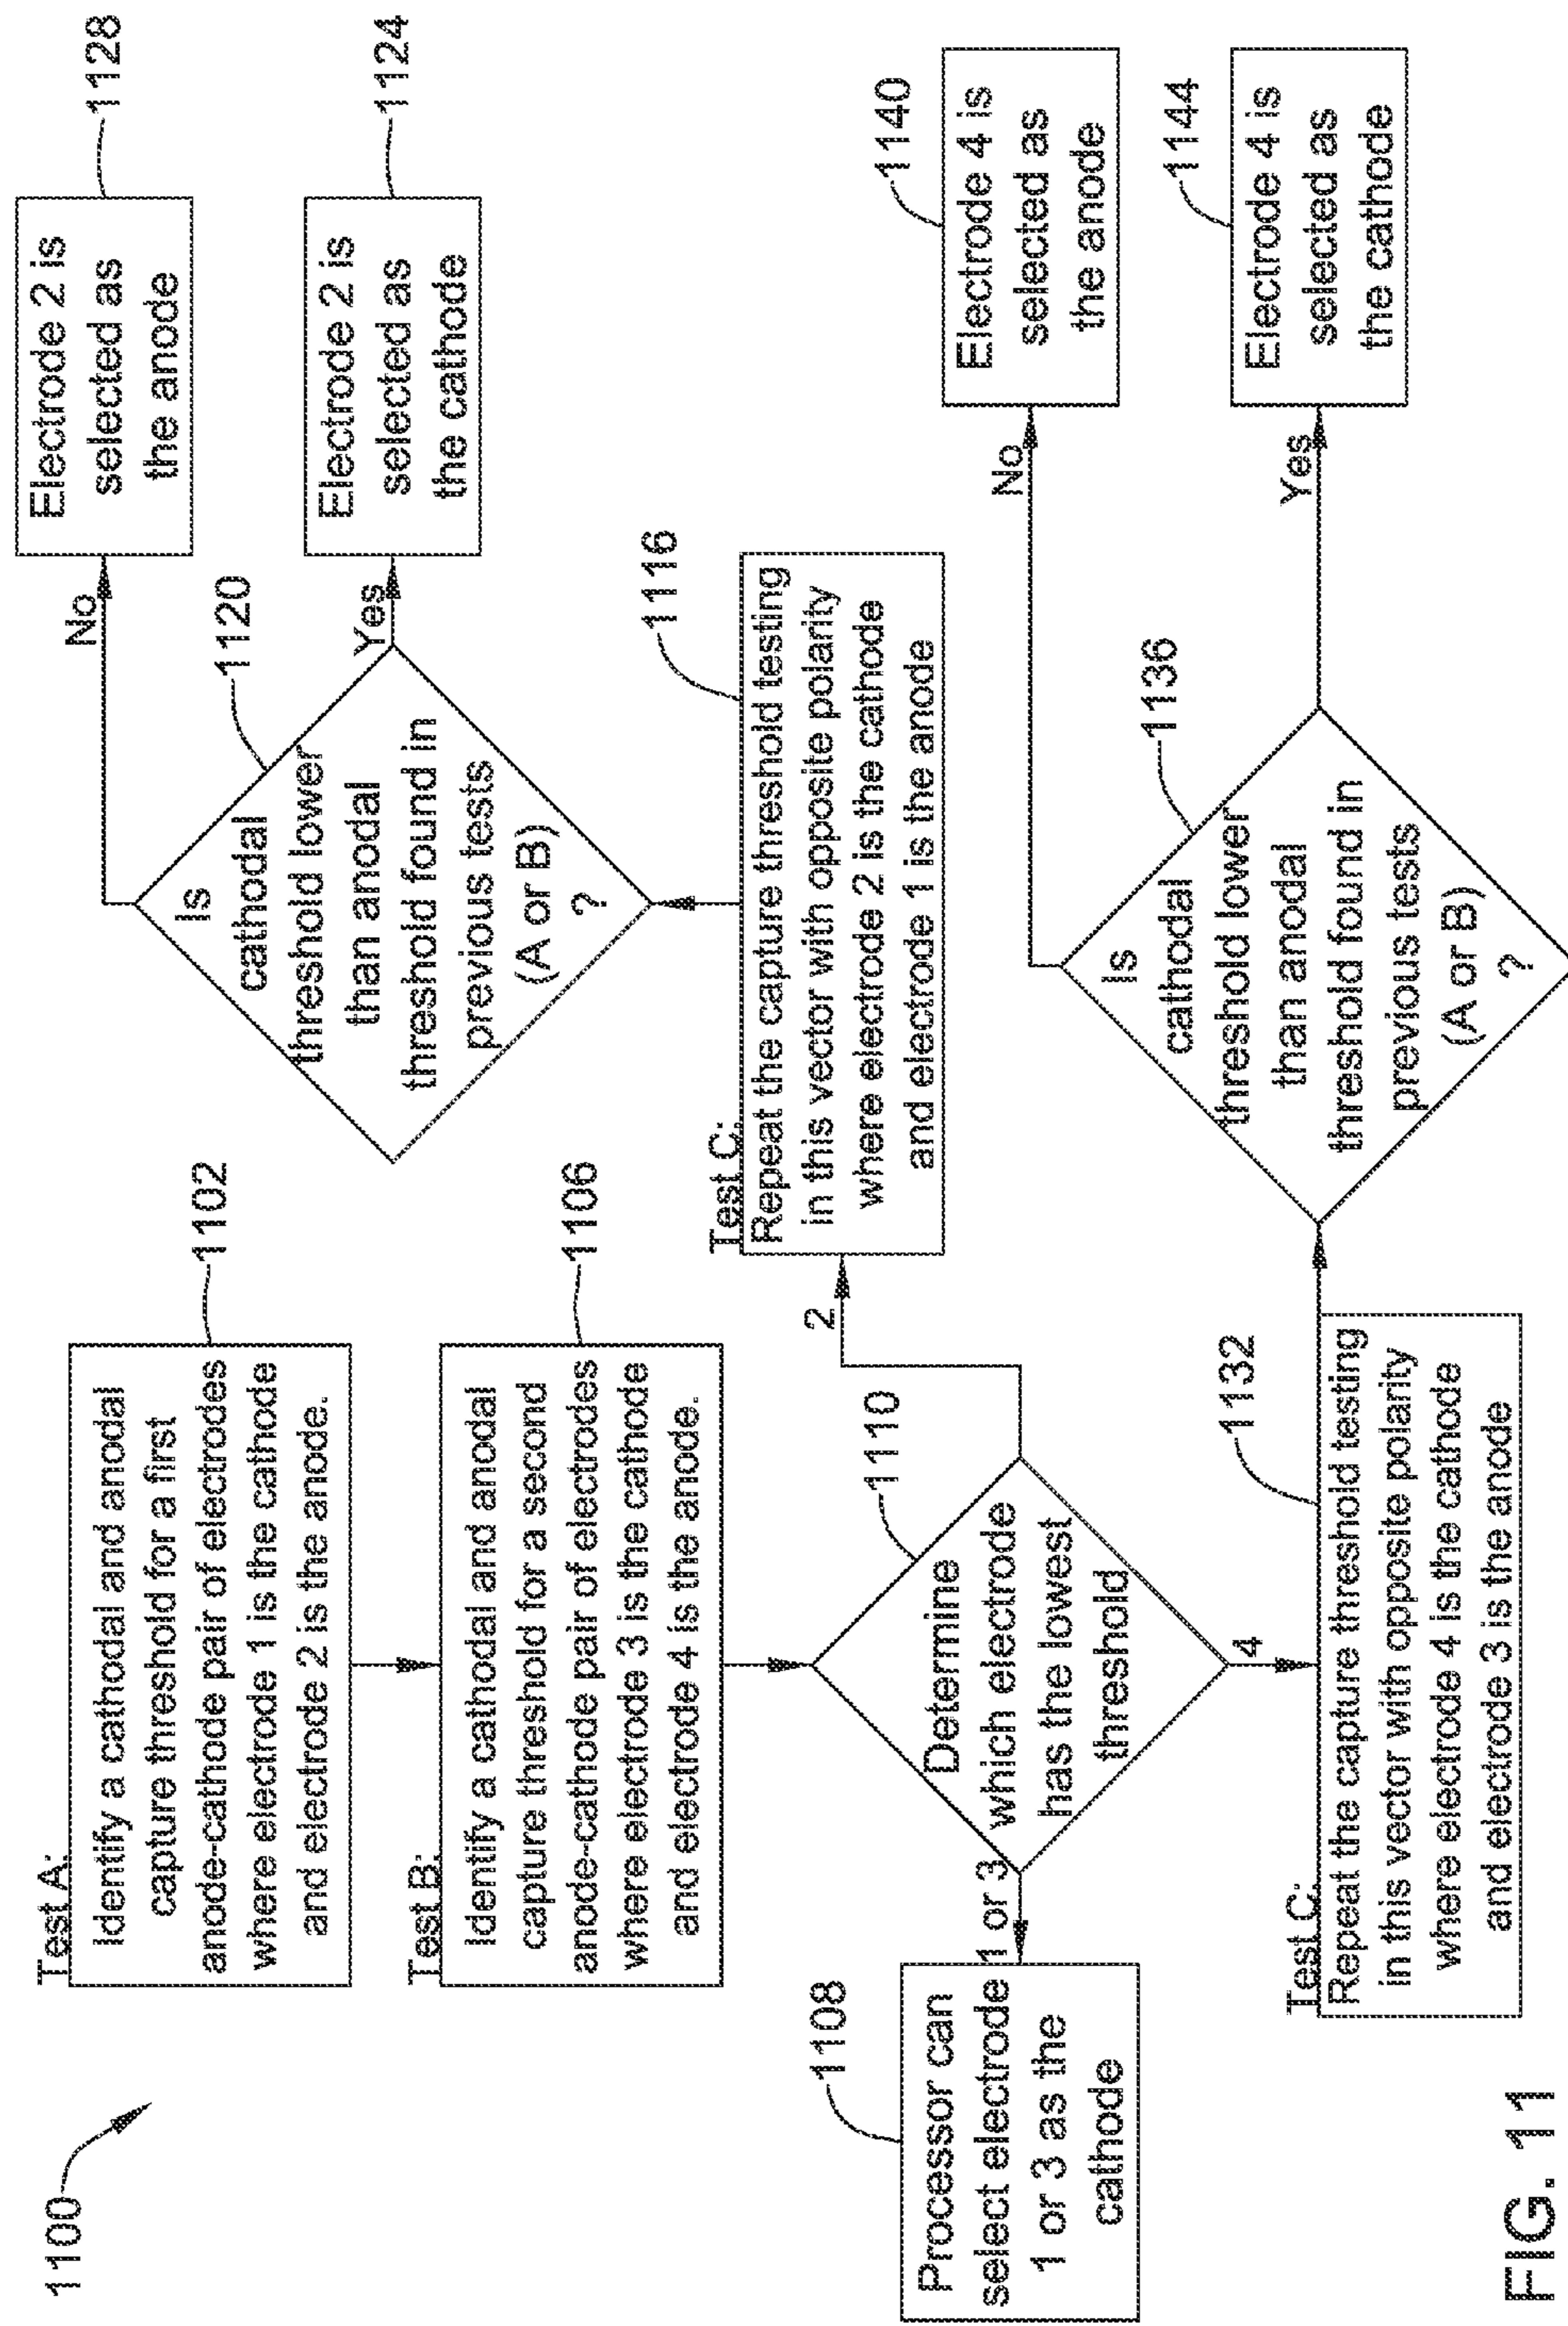 1100
Test A:
Identify a cathodal and anodal
capture threshold for a first
anode-cathode pair of electrodes
where electrode 1 is the cathode
and electrode 2 is the anode.
1102
Test B:
Identify a cathodal and anodal
capture threshold for a second
anode-cathode pair of electrodes
where electrode 3 is the cathode
and electrode 4 is the anode.
1106
1108
Processor can
select electrode
1 or 3 as the
cathode
1 or 3
Determine
which electrode
has the lowest
threshold
1110
2
4
Test C:
Repeat the capture threshold testing
in this vector with opposite polarity
where electrode 2 is the cathode
and electrode 1 is the anode
1116
Is
cathodal
threshold lower
than anodal
threshold found in
previous tests
(A or B)
?
1120
No
Electrode 2 is
selected as
the anode
1128
Yes
Electrode 2 is
selected as
the cathode
1124
Test C:
Repeat the capture threshold testing
in this vector with opposite polarity
where electrode 4 is the cathode
and electrode 3 is the anode
1132
Is
cathodal
threshold lower
than anodal
threshold found in
previous tests
(A or B)
?
1136
No
Electrode 4 is
selected as
the anode
1140
Yes
Electrode 4 is
selected as
the cathode
1144
FIG. 11